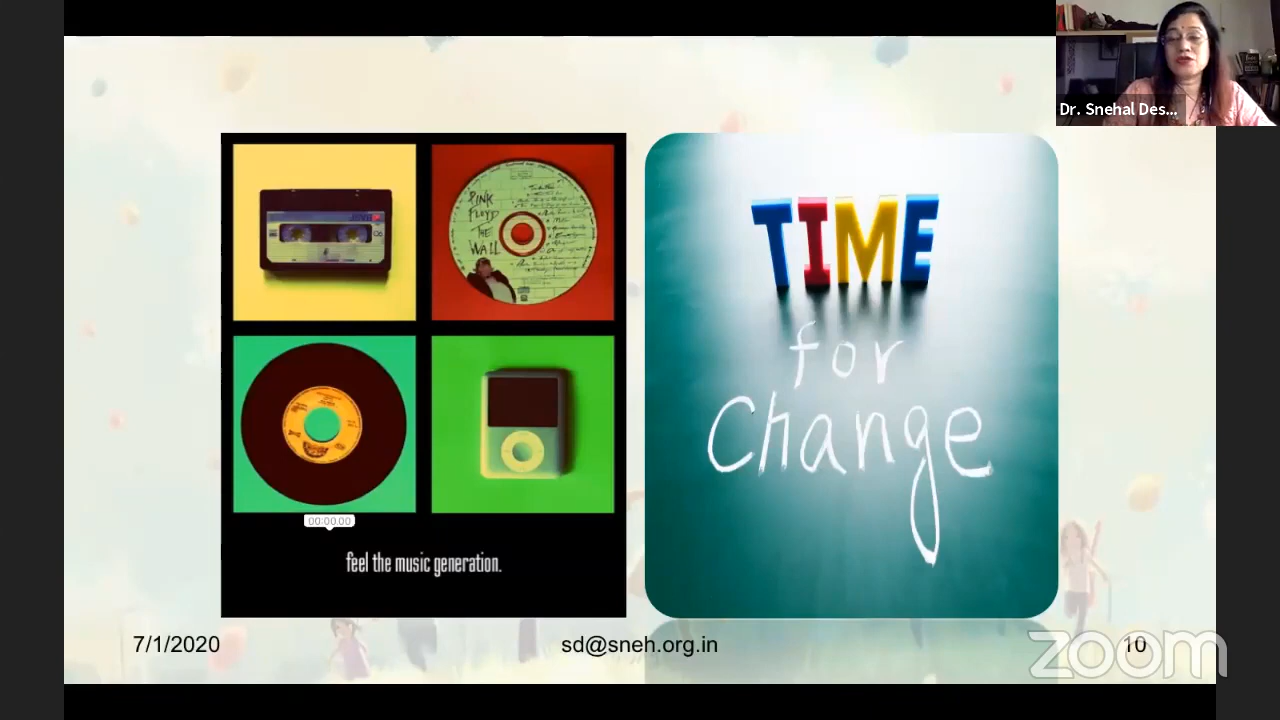 Dr. Snehal Des...
PINK
FLOYD
THE
WALL
TIME
for
Change
00:00.00
feel the music generation.
7/1/2020
sd@sneh.org.in
10
zoom